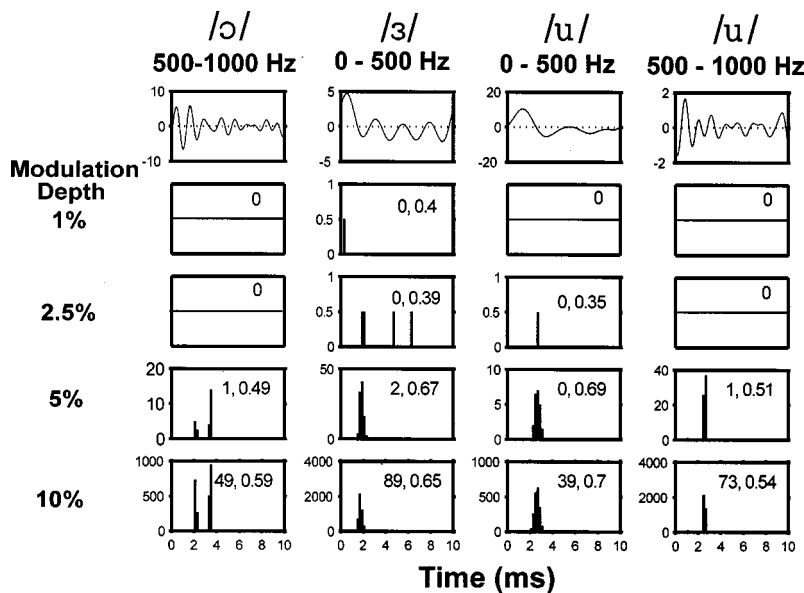 /ɔ/ /ɜ/ /u/ /u/
500-1000 Hz 0 - 500 Hz 0 - 500 Hz 500 - 1000 Hz
10 5 20 2
0 0 0 0
-10 -5 -20 -2
Modulation
Depth
1%
0
1 0.5 0
0, 0.4
0
0
2.5%
0
1 0.5 0
0, 0.39
1 0.5 0
0, 0.35
0
5%
20 10 0
1, 0.49
50 0
2, 0.67
10 5 0
0, 0.69
40 20 0
1, 0.51
10%
1000 500 0
49, 0.59
4000 2000 0
89, 0.65
1000 500 0
39, 0.7
4000 2000 0
73, 0.54
0 2 4 6 8 10 0 2 4 6 8 10 0 2 4 6 8 10 0 2 4 6 8 10
Time (ms)